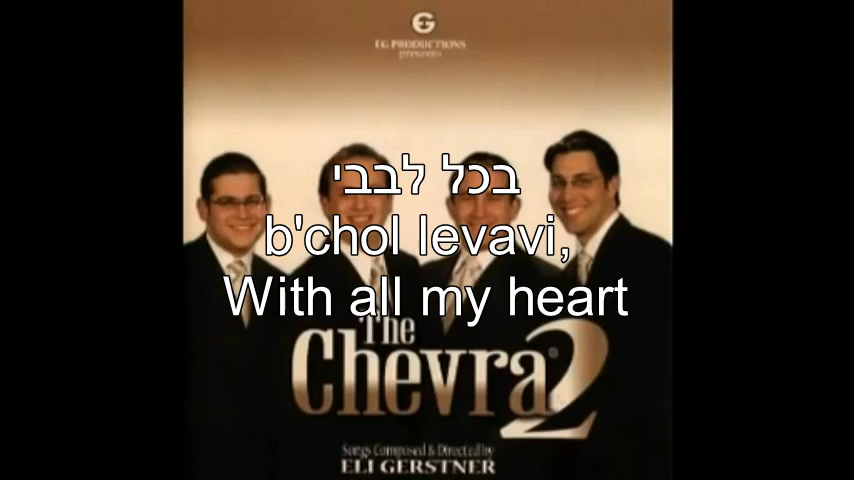 EG PRODUCTIONS
presents
בכל לבבי
b'chol levavi,
With all my heart
The
Chevra 2
Songs Composed & Directed by
ELI GERSTNER